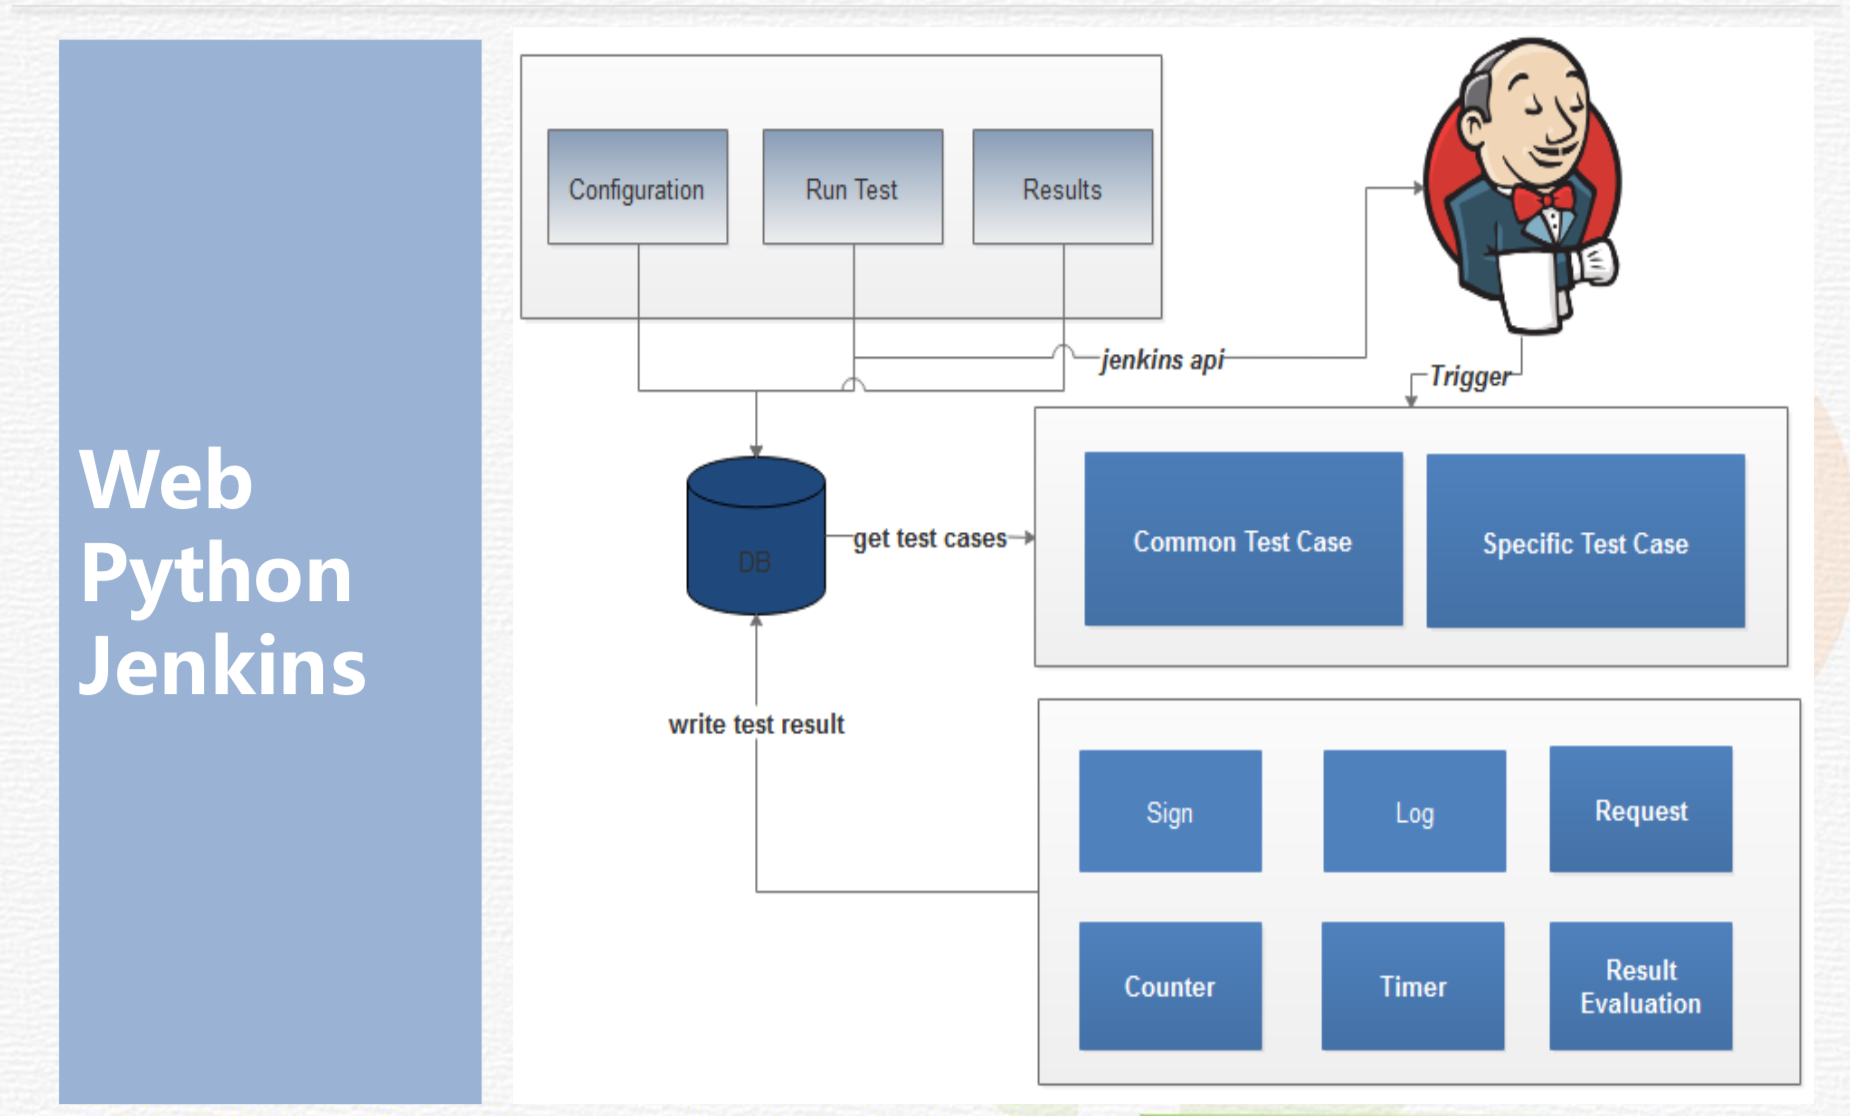 Web
Python
Jenkins
Configuration
Run Test
Results
jenkins api
Trigger
DB
get test cases
Common Test Case
Specific Test Case
write test result
Sign
Log
Request
Counter
Timer
Result
Evaluation